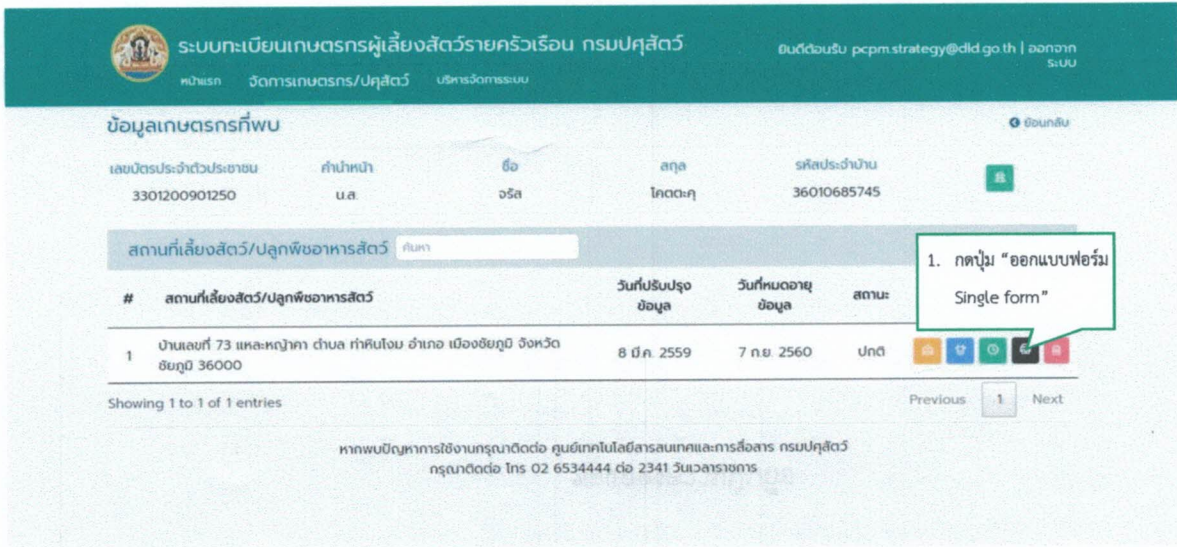 ระบบทะเบียนเกษตรกรผู้เลี้ยงสัตว์รายครัวเรือน กรมปศุสัตว์
ยินดีต้อนรับ pcpm.strategy@dld.go.th | ออกจาก
ระบบ
หน้าแรก จัดการเกษตรกร/ปศุสัตว์ บริหารจัดการระบบ
ข้อมูลเกษตรกรที่พบ
ย้อนกลับ
เลขบัตรประจำตัวประชาชน คำนำหน้า ชื่อ สกุล รหัสประจำบ้าน
3301200901250 น.ส. จรัส โคตตะคุ 36010685745
สถานที่เลี้ยงสัตว์/ปลูกพืชอาหารสัตว์ ค้นหา
1. กดปุ่ม “ออกแบบฟอร์ม
Single form”
# สถานที่เลี้ยงสัตว์/ปลูกพืชอาหารสัตว์ วันที่ปรับปรุง วันที่หมดอายุ สถานะ
ข้อมูล ข้อมูล
1 บ้านเลขที่ 73 แหละหญ้าคา ตำบล ท่าหินโงม อำเภอ เมืองชัยภูมิ จังหวัด
ชัยภูมิ 36000
8 มี.ค. 2559 7 ก.ย. 2560 ปกติ
Showing 1 to 1 of 1 entries
Previous 1 Next
หากพบปัญหาการใช้งานกรุณาติดต่อ ศูนย์เทคโนโลยีสารสนเทศและการสื่อสาร กรมปศุสัตว์
กรุณาติดต่อ โทร 02 6534444 ต่อ 2341 วันเวลาราชการ